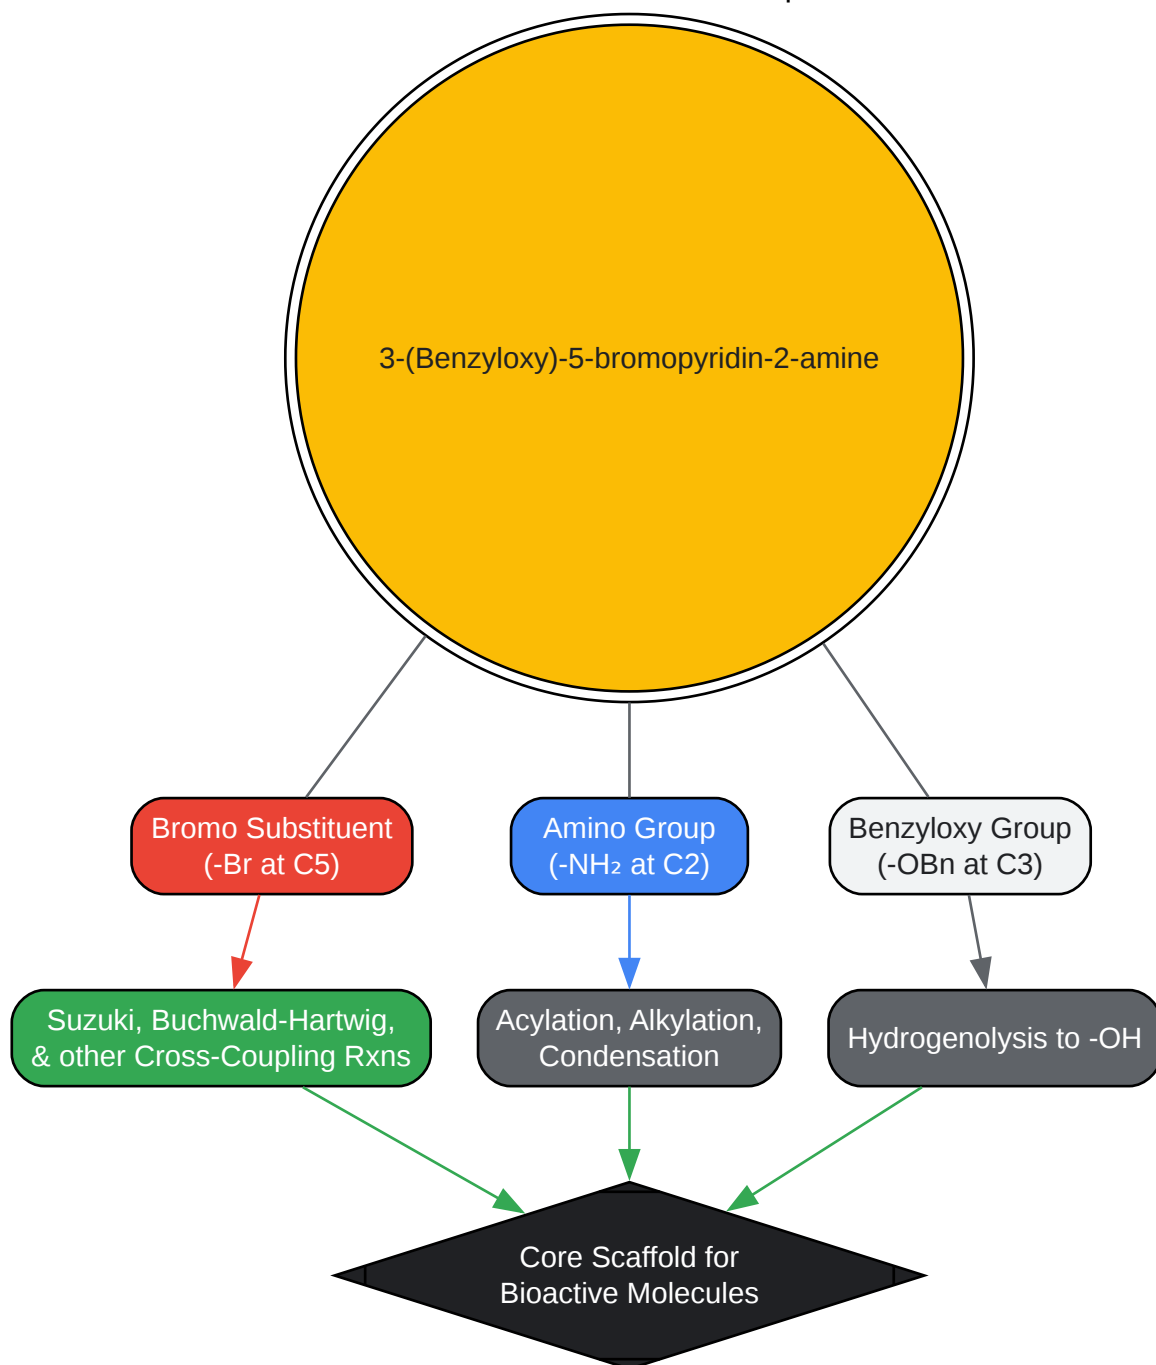 3-(Benzyloxy)-5-bromopyridin-2-amine
Bromo Substituent
(-Br at C5)
Amino Group
(-NH₂ at C2)
Benzyloxy Group
(-OBn at C3)
Suzuki, Buchwald-Hartwig,
& other Cross-Coupling Rxns
Acylation, Alkylation,
Condensation
Hydrogenolysis to -OH
Core Scaffold for
Bioactive Molecules